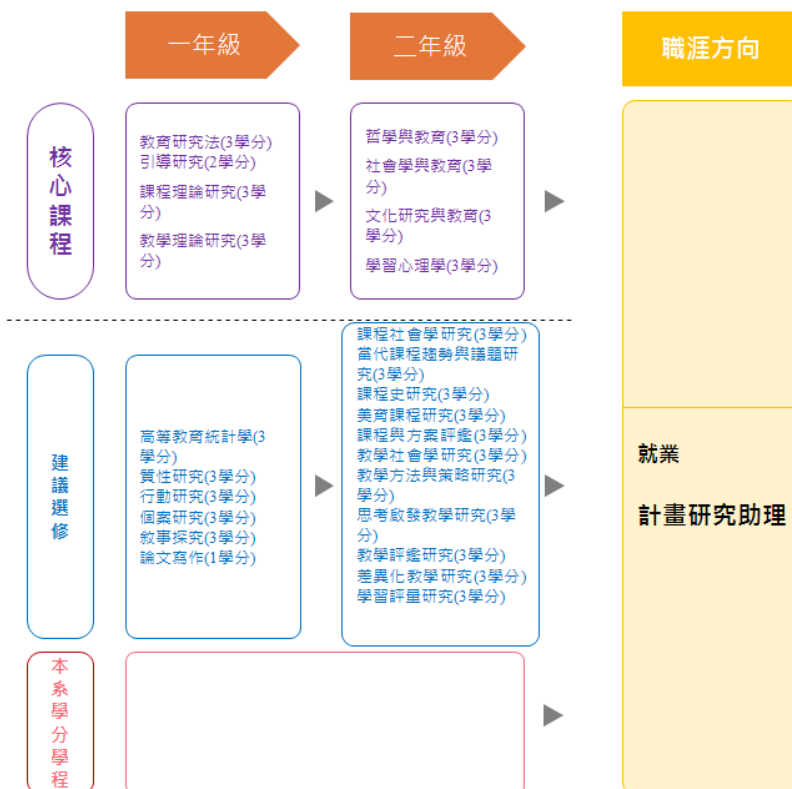 一年級
二年級
職涯方向
核心課程
教育研究法(3學分)
引導研究(2學分)
課程理論研究(3學
分)
教學理論研究(3學
分)
哲學與教育(3學分)
社會學與教育(3學
分)
文化研究與教育(3
學分)
學習心理學(3學分)
建議選修
高等教育統計學(3
學分)
質性研究(3學分)
行動研究(3學分)
個案研究(3學分)
敘事探究(3學分)
論文寫作(1學分)
課程社會學研究(3學分)
當代課程趨勢與議題研
究(3學分)
課程史研究(3學分)
美育課程研究(3學分)
課程與方案評鑑(3學分)
教學社會學研究(3學分)
教學方法與策略研究(3
學分)
思考啟發教學研究(3學
分)
教學評鑑研究(3學分)
差異化教學研究(3學分)
學習評量研究(3學分)
就業
計畫研究助理
本系學分學程